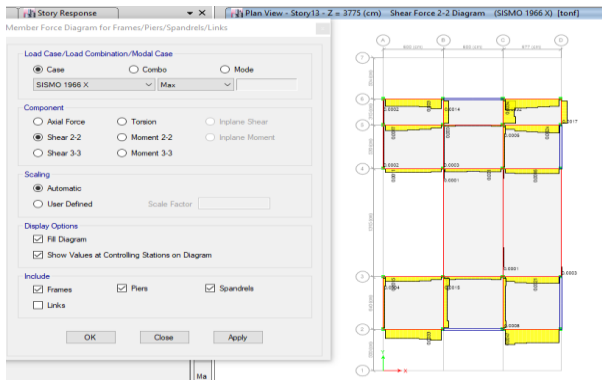 Story Response
Plan View - Story13 - Z = 3775 (cm) Shear Force 2-2 Diagram (SISMO 1966 X) [tonf]
Member Force Diagram for Frames/Piers/Spandrels/Links
Load Case/Load Combination/Modal Case
Case
Combo
Mode
SISMO 1966 X
Max
Component
Axial Force
Torsion
Inplane Shear
Shear 2-2
Moment 2-2
Inplane Moment
Shear 3-3
Moment 3-3
Scaling
Automatic
User Defined
Scale Factor
Display Options
Fill Diagram
Show Values at Controlling Stations on Diagram
Include
Frames
Piers
Spandrels
Links
OK
Close
Apply
Ma
A
B
C
D
7
6
0.0002
0.0014
0.0017
5
0.0002
4
0.0001
0.0001
0.0003
3
0.0004
0.0015
2
1
X